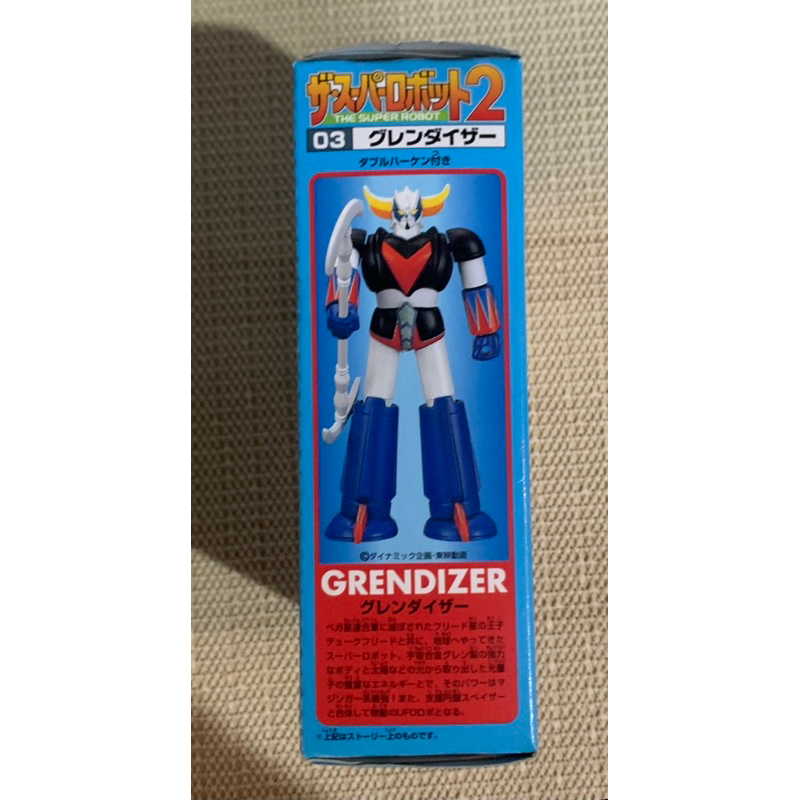 ザ・スーパーロボット2
THE SUPER ROBOT
03 グレンダイザー
ダブルハーケン付き
©ダイナミック企画・東映動画
GRENDIZER
グレンダイザー
ベガ星連合軍に滅ぼされたフリード星の王子
デュークフリードと共に、地球へやってきた
スーパーロボット。宇宙合金グレン製の強力
なボディと太陽などの光から取り出した光量
子の豊富なエネルギーとで、そのパワーはマ
ジンガー系最強!また、支援円盤スペイザー
と合体して無敵のUFOロボとなる。
※上記はストーリー上のものです。